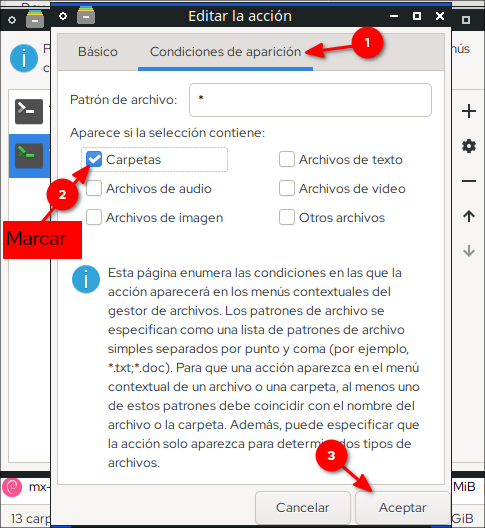 Editar la acción
Básico
Condiciones de aparición
1
Patrón de archivo:
*
Aparece si la selección contiene:
Carpetas
Archivos de texto
Archivos de audio
Archivos de video
Archivos de imagen
Otros archivos
2
Marcar
Esta página enumera las condiciones en las que la
acción aparecerá en los menús contextuales del
gestor de archivos. Los patrones de archivo se
especifican como una lista de patrones de archivo
simples separados por punto y coma (por ejemplo,
*.txt;*.doc). Para que una acción aparezca en el menú
contextual de un archivo o una carpeta, al menos uno
de estos patrones debe coincidir con el nombre del
archivo o la carpeta. Además, puede especificar que
la acción solo aparezca para determinados tipos de
archivos.
3
Cancelar
Aceptar
mx-
MiB
13 carp
GiB